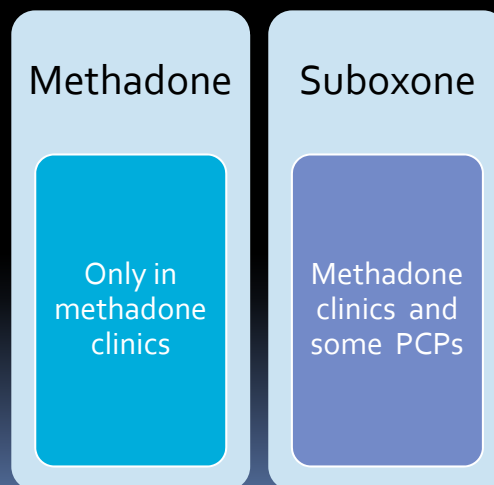 Methadone
Only in
methadone
clinics
Suboxone
Methadone
clinics and
some PCPs